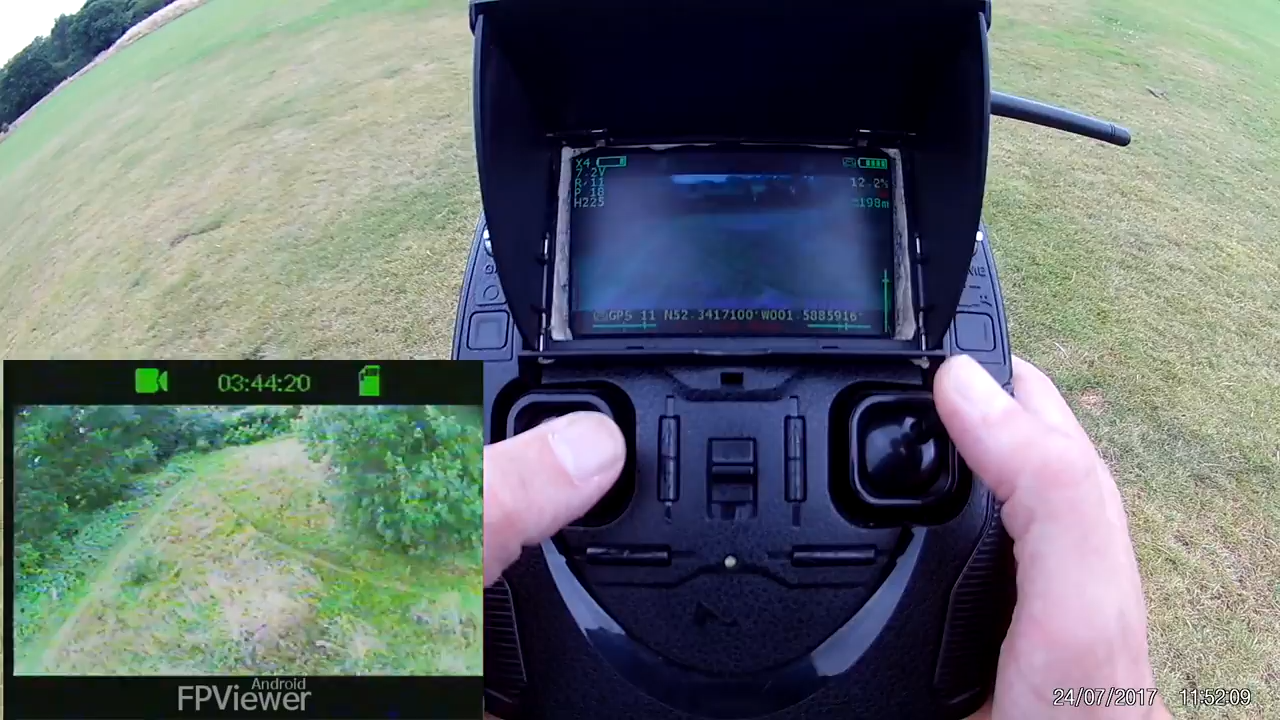 X4
7.2V
R 11
P 18
H225
12.2%
198m
GPS 11 N52.3417100°W001.5885916°
03:44:20
Android
FPViewer
24/07/2017 11:52:09